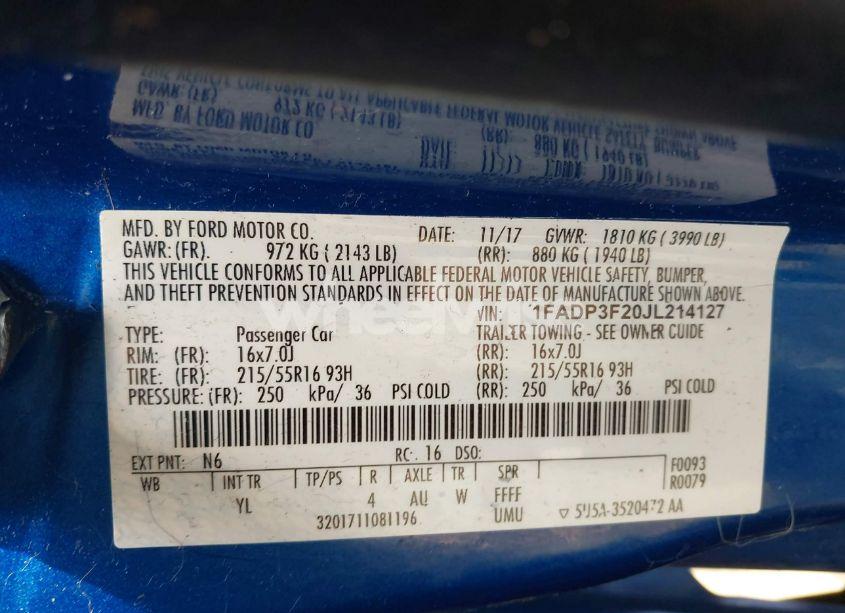 MFD. BY FORD MOTOR CO. DATE: 11/17 GVWR: 1810 KG ( 3990 LB)
GAWR: (FR). 972 KG ( 2143 LB) (RR): 880 KG ( 1940 LB)
THIS VEHICLE CONFORMS TO ALL APPLICABLE FEDERAL MOTOR VEHICLE SAFETY, BUMPER,
AND THEFT PREVENTION STANDARDS IN EFFECT ON THE DATE OF MANUFACTURE SHOWN ABOVE.
VIN: 1FADP3F20JL214127
TYPE: Passenger Car TRAILER TOWING - SEE OWNER GUIDE
RIM: (FR) 16x7.0J (RR): 16x7.0J
TIRE: (FR) 215/55R16 93H (RR): 215/55R16 93H
PRESSURE: (FR) 250 kPa/ 36 PSI COLD (RR): 250 kPa/ 36 PSI COLD
EXT PNT: N6 RC: 16 DSO: F0093
WB INT TR TP/PS R AXLE TR SPR R0079
YL 4 AU W FFFF
3201711081196 UMU ▽ 5U5A-3520472 AA